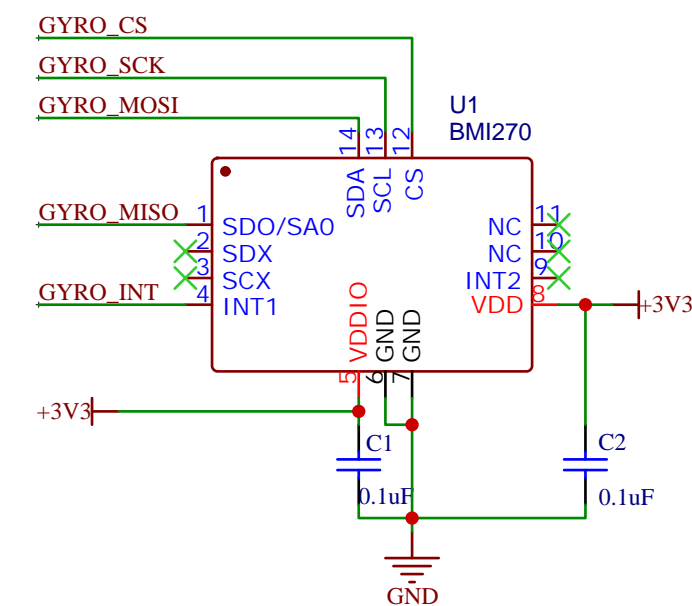 GYRO_CS
GYRO_SCK
GYRO_MOSI
U1
BMI270
14
13
12
SDA
SCL
CS
GYRO_MISO
1
SDO/SA0
2
SDX
3
SCX
GYRO_INT
4
INT1
NC
11
NC
10
INT2
9
VDD
8
+3V3
VDDIO
GND
GND
5
6
7
+3V3
C1
0.1uF
C2
0.1uF
GND